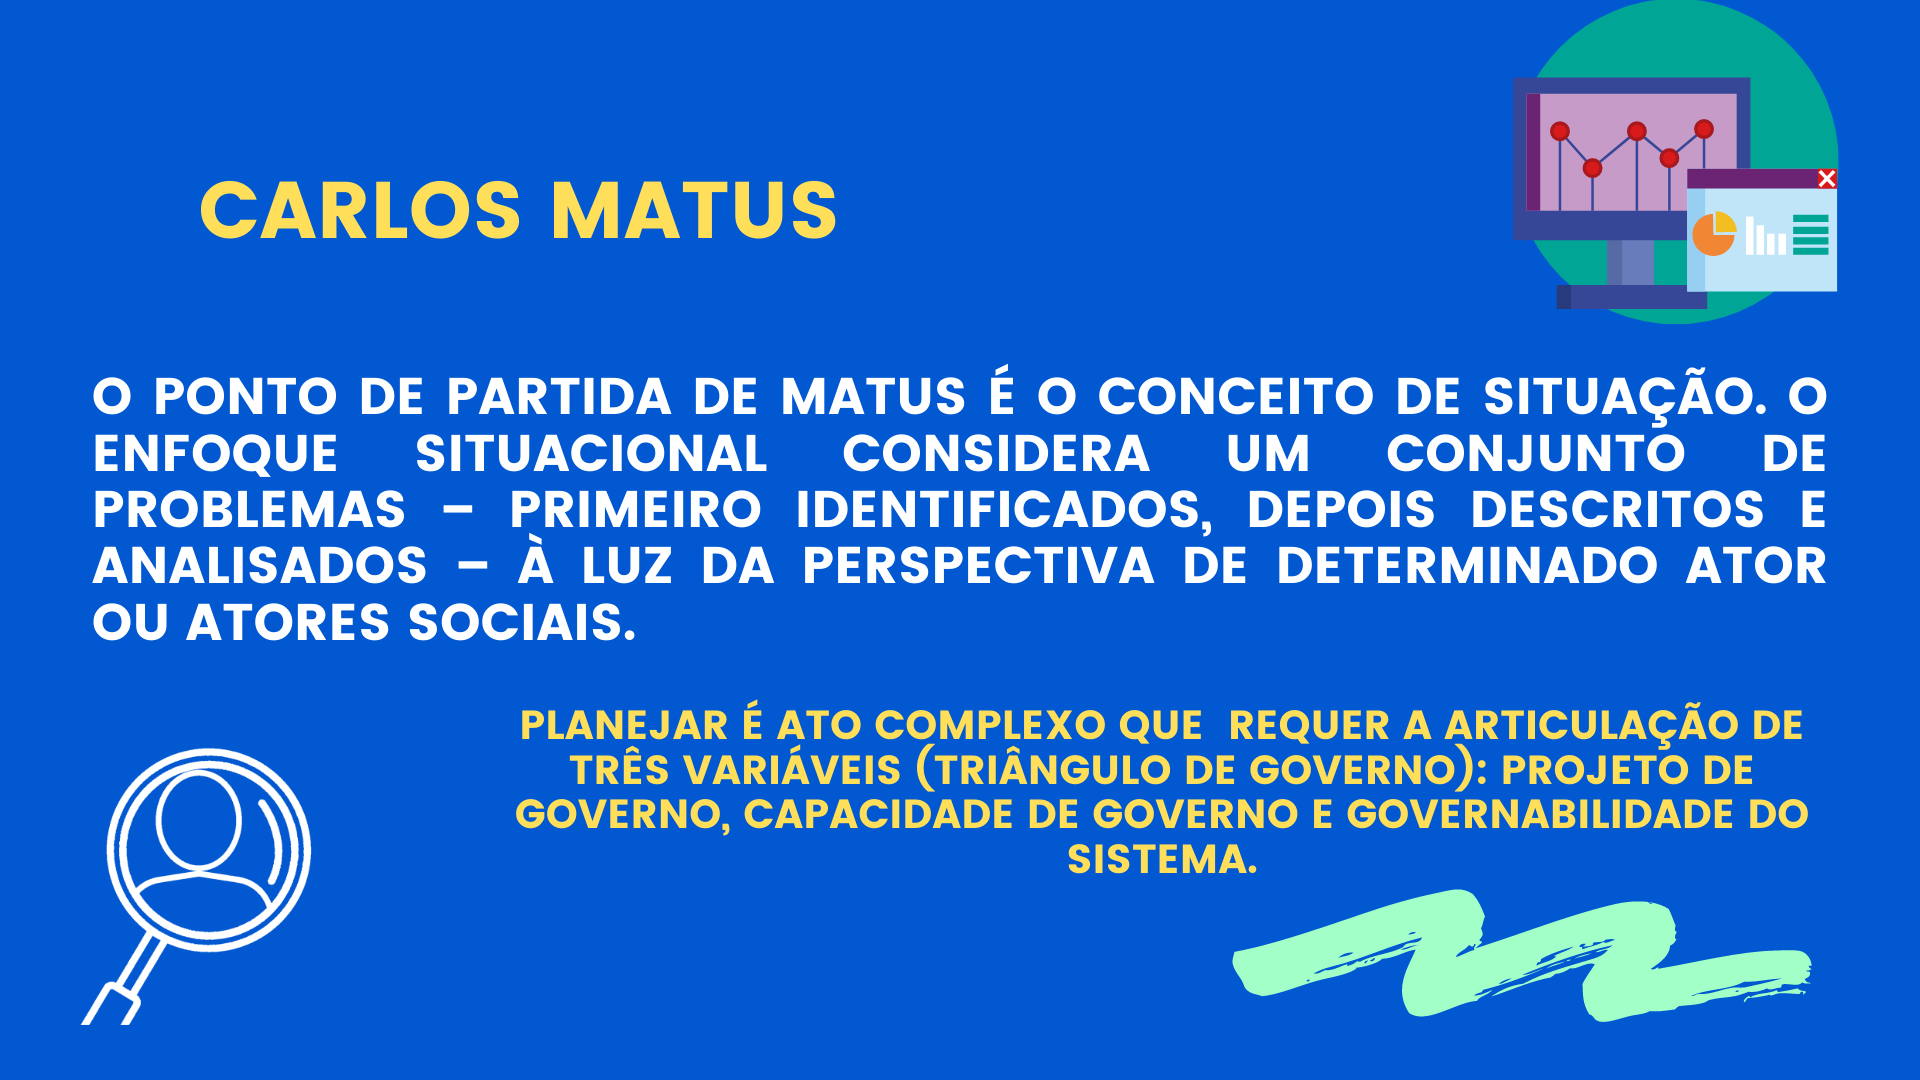 CARLOS MATUS
O PONTO DE PARTIDA DE MATUS É O CONCEITO DE SITUAÇÃO. O
ENFOQUE SITUACIONAL CONSIDERA UM CONJUNTO DE
PROBLEMAS – PRIMEIRO IDENTIFICADOS, DEPOIS DESCRITOS E
ANALISADOS – À LUZ DA PERSPECTIVA DE DETERMINADO ATOR
OU ATORES SOCIAIS.
PLANEJAR É ATO COMPLEXO QUE  REQUER A ARTICULAÇÃO DE
TRÊS VARIÁVEIS (TRIÂNGULO DE GOVERNO): PROJETO DE
GOVERNO, CAPACIDADE DE GOVERNO E GOVERNABILIDADE DO
SISTEMA.